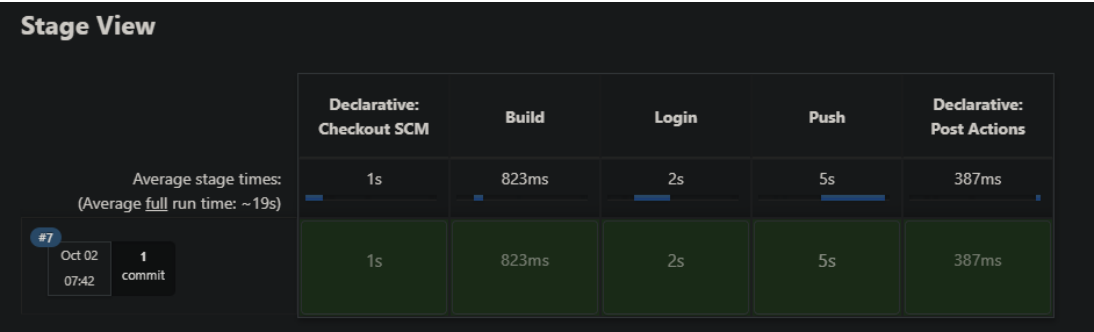 Stage View
Declarative:
Checkout SCM
Build
Login
Push
Declarative:
Post Actions
Average stage times:
(Average full run time: ~19s)
1s
823ms
2s
5s
387ms
#7
Oct 02
07:42
1
commit
1s
823ms
2s
5s
387ms